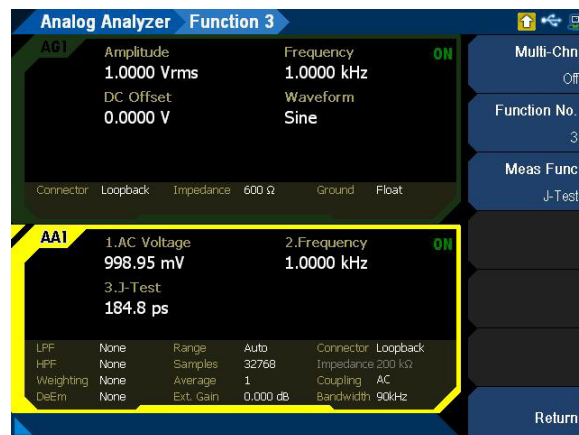 Analog Analyzer Function 3
AG1
Amplitude Frequency ON
1.0000 Vrms 1.0000 kHz
DC Offset Waveform
0.0000 V Sine
Connector Loopback Impedance 600 Ω Ground Float
AA1
1.AC Voltage 2.Frequency ON
998.95 mV 1.0000 kHz
3.J-Test
184.8 ps
LPF None Range Auto Connector Loopback
HPF None Samples 32768 Impedance 200 kΩ
Weighting None Average 1 Coupling AC
DeEm None Ext. Gain 0.000 dB Bandwidth 90kHz
Multi-Chn
Off
Function No.
3
Meas Func
J-Test
Return